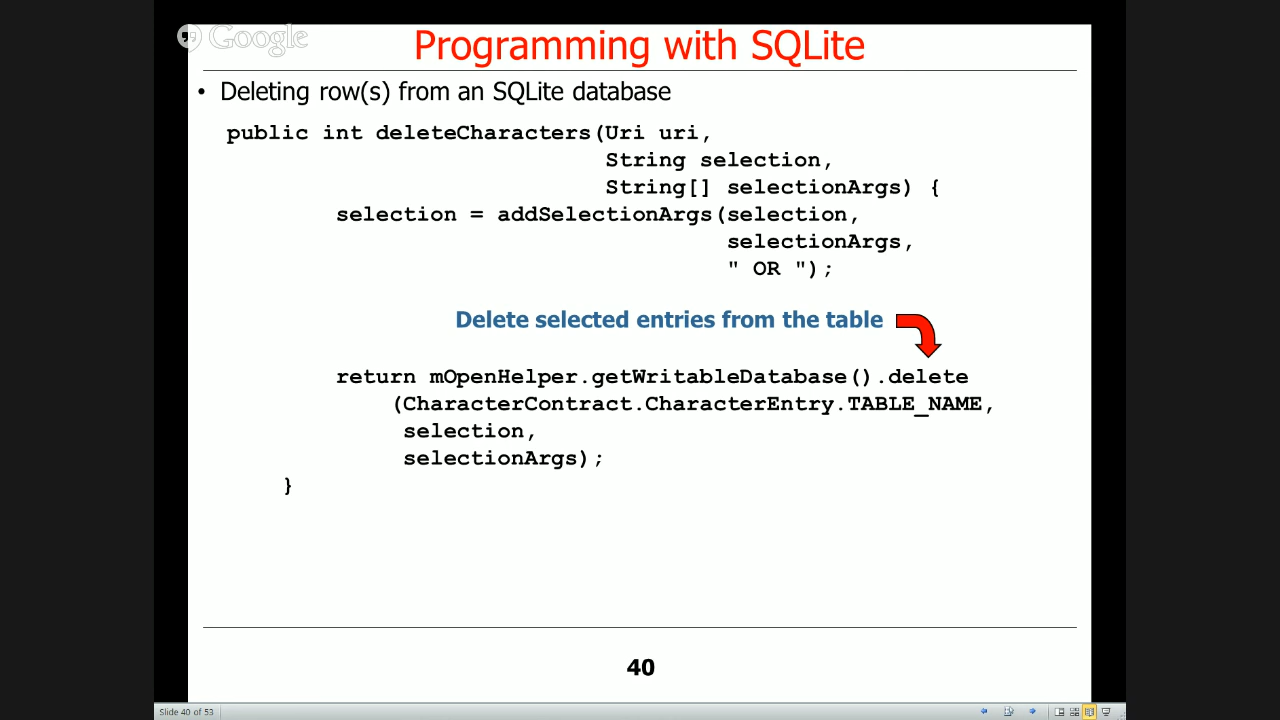 Google
Programming with SQLite
• Deleting row(s) from an SQLite database
public int deleteCharacters(Uri uri,
String selection,
String[] selectionArgs) {
selection = addSelectionArgs(selection,
selectionArgs,
" OR ");
Delete selected entries from the table
return mOpenHelper.getWritableDatabase().delete
(CharacterContract.CharacterEntry.TABLE_NAME,
selection,
selectionArgs);
}
40
Slide 40 of 53